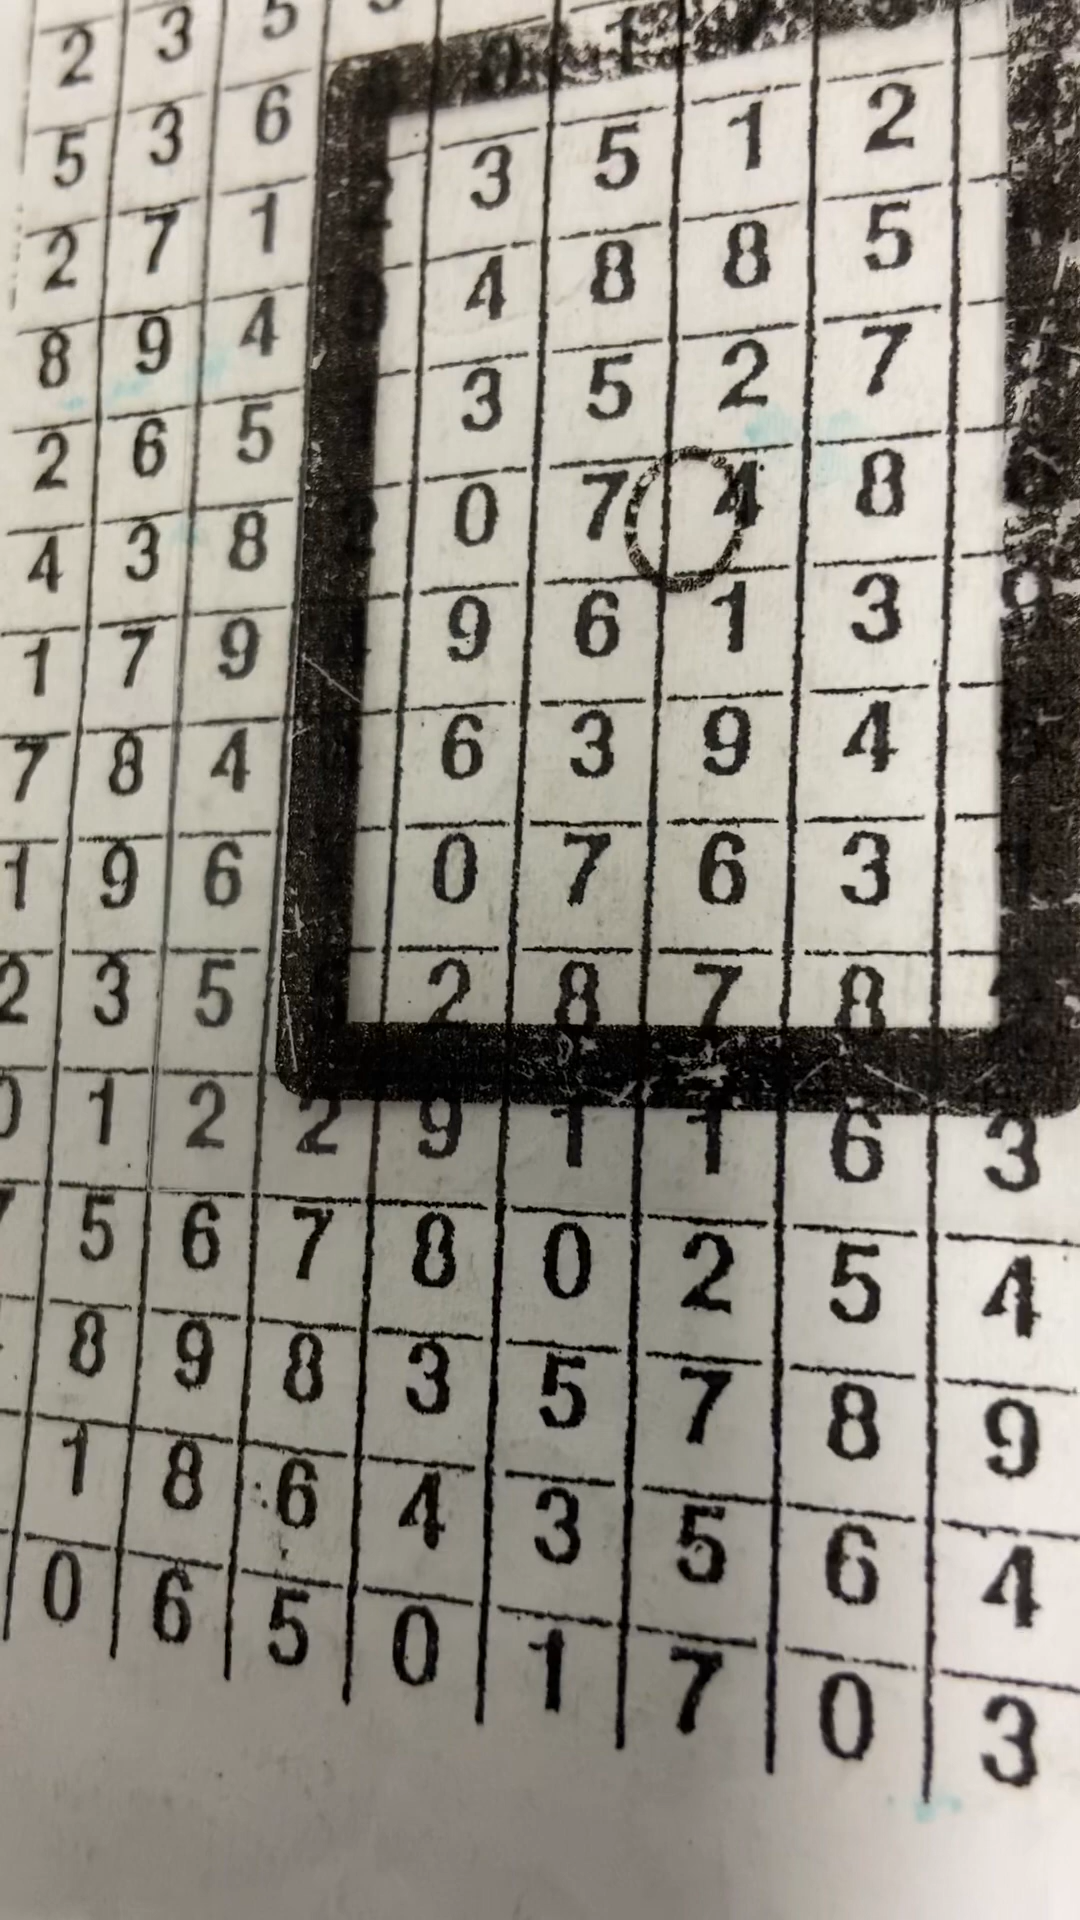 2 3 5
5 3 6 3 5 1 2
2 7 1 4 8 8 5
8 9 4 3 5 2 7
2 6 5 0 7 4 8
4 3 8 9 6 1 3
1 7 9 6 3 9 4
7 8 4 0 7 6 3
1 9 6 2 8 7 8
2 3 5 9 1 1 6 3
0 1 2 2 8 0 2 5 4
5 6 7 3 5 7 8 9
8 9 8 4 3 5 6 4
1 8 6 0 1 7 0 3
0 6 5